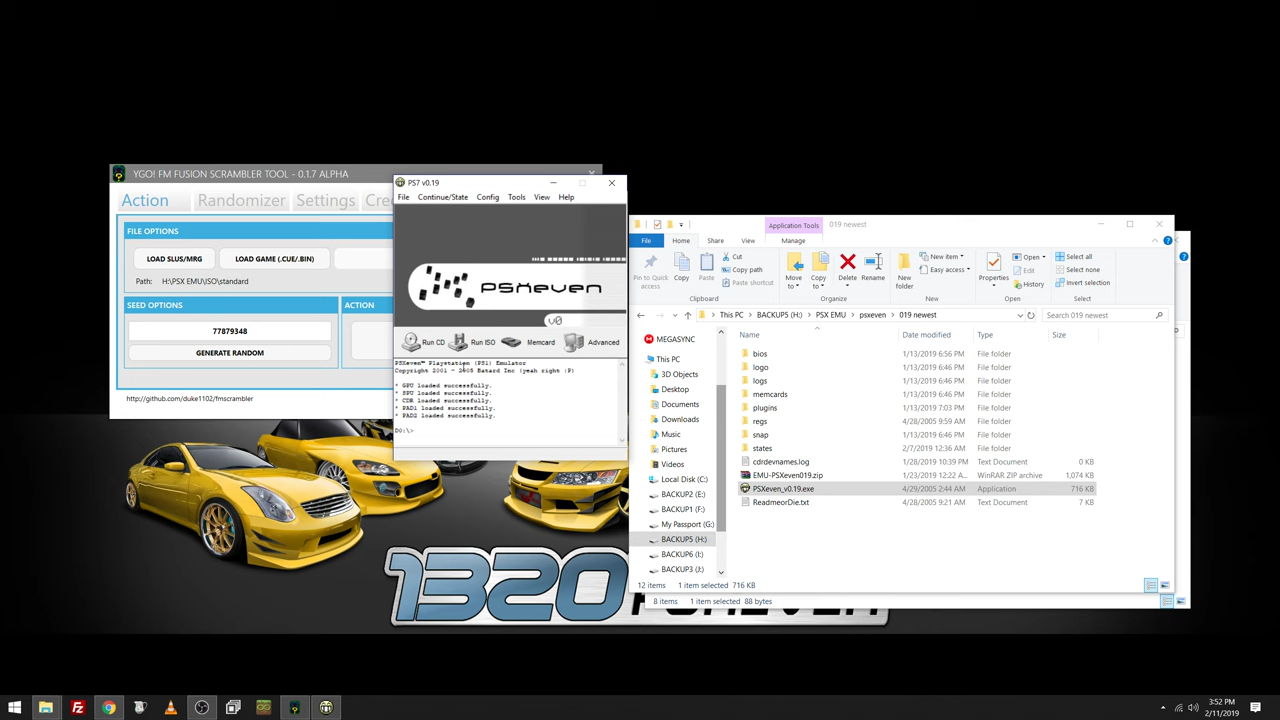 YGO! FM FUSION SCRAMBLER TOOL - 0.1.7 ALPHA
Action Randomizer Settings
FILE OPTIONS
LOAD SLUS/MRG LOAD GAME (.CUE/.BIN)
Path: H:\PSX EMU\ISO\standard
SEED OPTIONS
ACTION
77879348
GENERATE RANDOM
http://github.com/duke1102/fmscrambler
PS7 v0.19
File Continue/State Config Tools View Help
psxeven
v0
Run CD Run ISO Memcard Advanced
PSXeven™ Playstation (PS1) Emulator
Copyright 2001 - 2005 Batard Inc (yeah right :P)
* GPU loaded successfully.
* SPU loaded successfully.
* CDR loaded successfully.
* PAD1 loaded successfully.
* PAD2 loaded successfully.
D0:\>
Application Tools 019 newest
File Home Share View Manage
Pin to Quick Access
Copy
Paste
Cut
Copy path
Paste shortcut
Clipboard
Move to
Copy to
Delete
Rename
Organize
New folder
New item
Easy access
New
Properties
Open
Edit
History
Open
Select all
Select none
Invert selection
Select
This PC BACKUP5 (H:) PSX EMU psxeven 019 newest
Search 019 newest
MEGASYNC
This PC
3D Objects
Desktop
Documents
Downloads
Music
Pictures
Videos
Local Disk (C:)
BACKUP2 (E:)
BACKUP1 (F:)
My Passport (G:)
BACKUP5 (H:)
BACKUP6 (I:)
BACKUP3 (J:)
Name Date modified Type Size
bios 1/13/2019 6:56 PM File folder
logo 1/13/2019 6:46 PM File folder
logs 1/13/2019 6:46 PM File folder
memcards 1/13/2019 6:46 PM File folder
plugins 1/13/2019 7:03 PM File folder
regs 4/28/2005 9:59 AM File folder
snap 1/13/2019 6:46 PM File folder
states 2/7/2019 12:36 AM File folder
cdrdevnames.log 1/28/2019 10:39 PM Text Document 0 KB
EMU-PSXeven019.zip 1/23/2019 12:22 A... WinRAR ZIP archive 1,074 KB
PSXeven_v0.19.exe 4/29/2005 2:44 AM Application 716 KB
ReadmeorDie.txt 4/28/2005 9:21 AM Text Document 7 KB
12 items 1 item selected 716 KB
8 items 1 item selected 88 bytes
1320
3:52 PM
2/11/2019